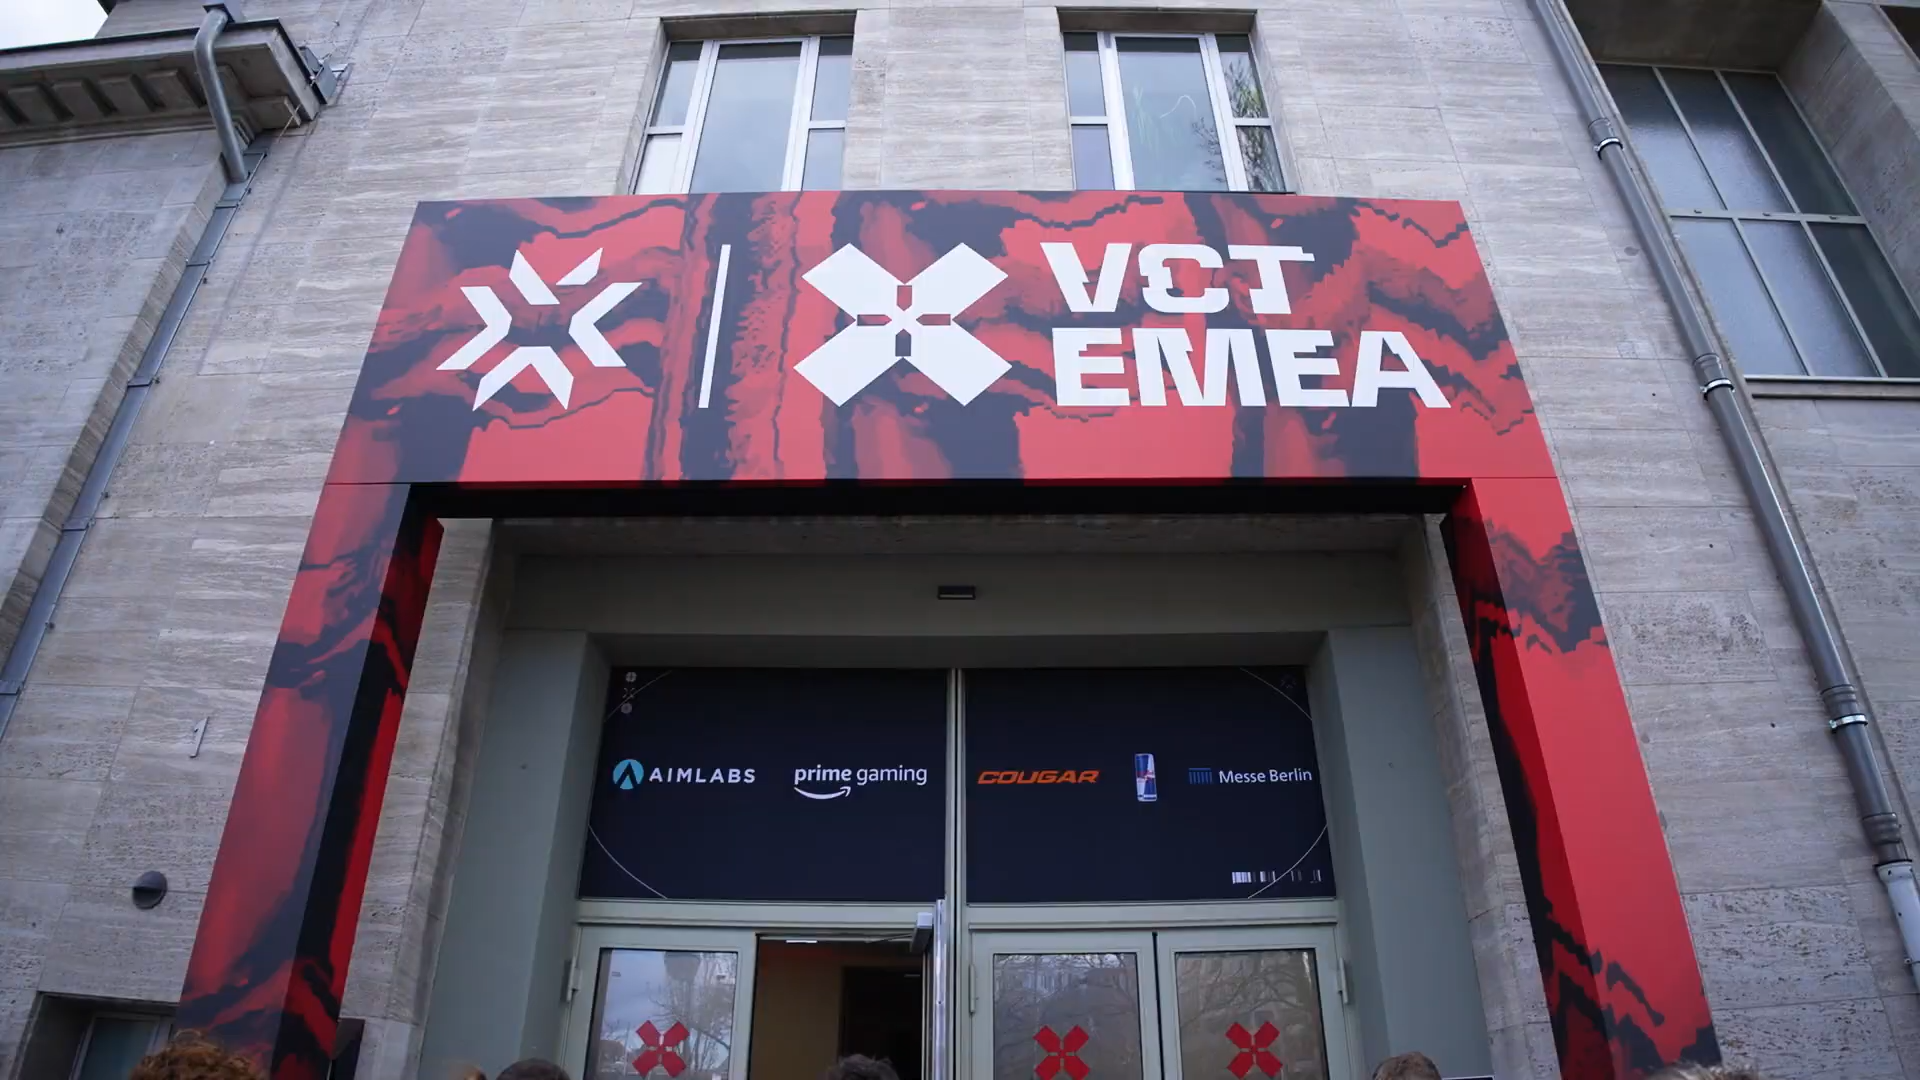 VCT
EMEA
AIMLABS
prime gaming
COUGAR
Messe Berlin